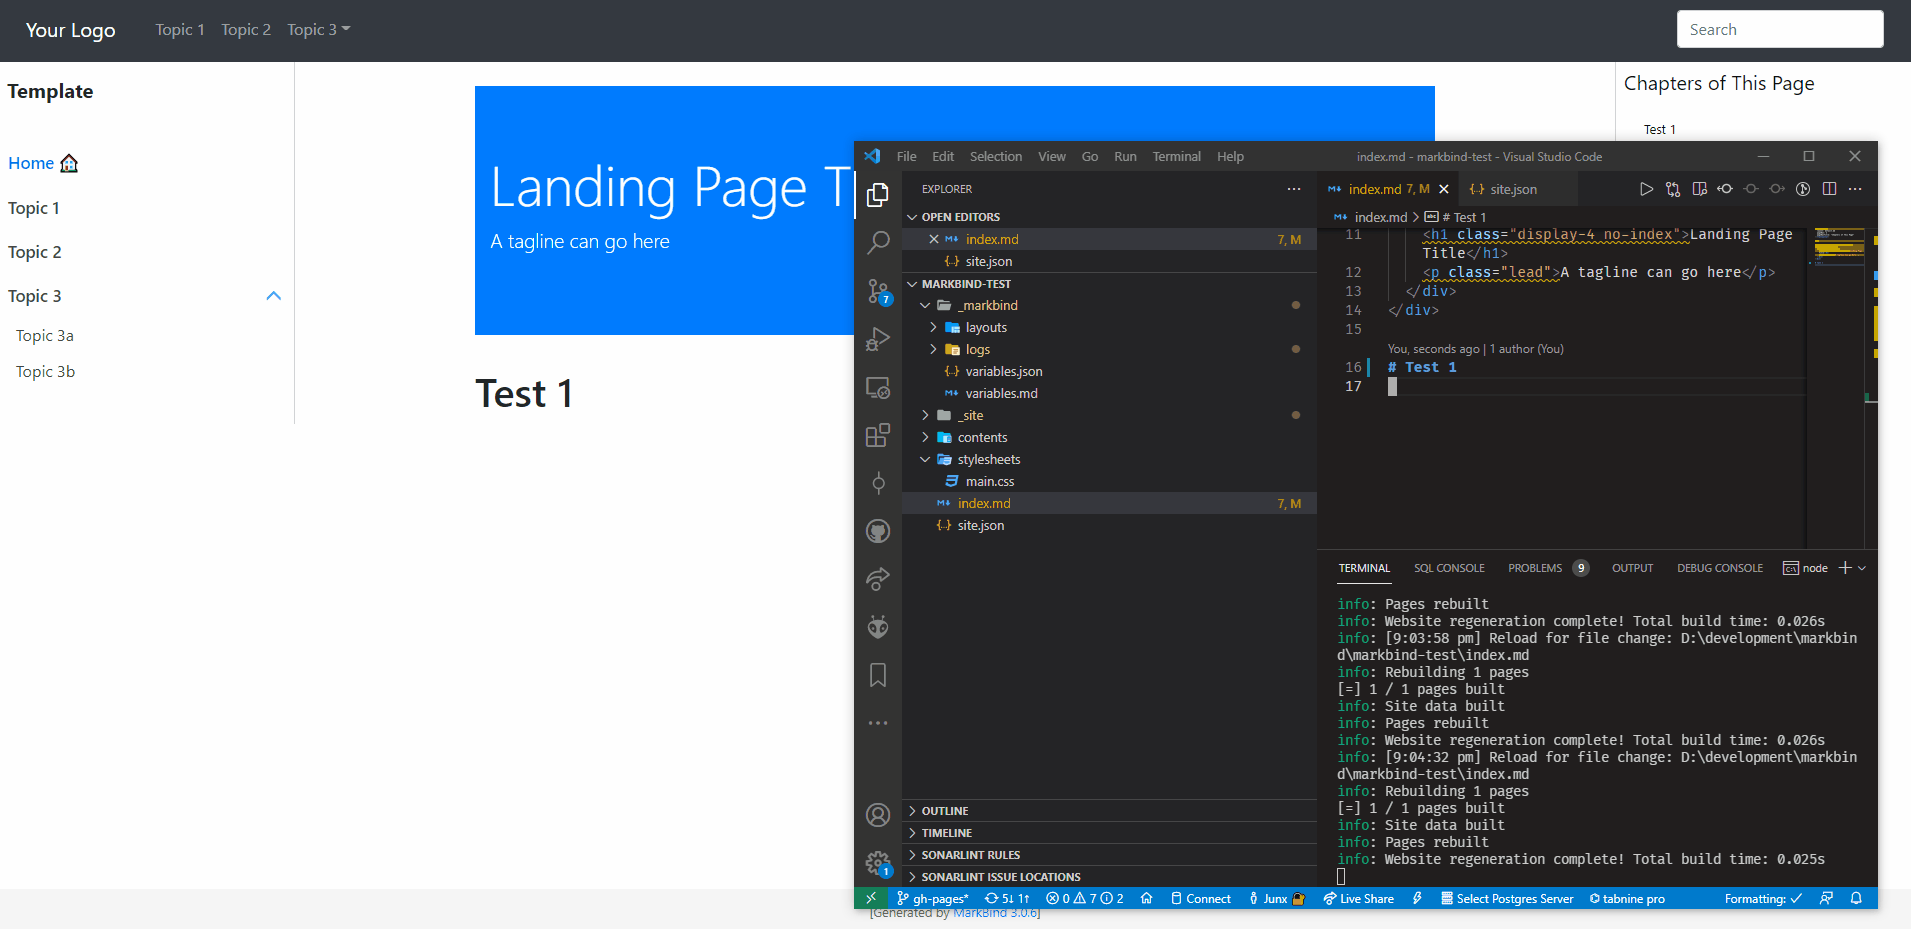 Your Logo
Topic 1 Topic 2 Topic 3
Search
Template
Home
Topic 1
Topic 2
Topic 3
Topic 3a
Topic 3b
Landing Page T
A tagline can go here
Test 1
Chapters of This Page
Test 1
[Generated by MarkBind 3.0.6]
File Edit Selection View Go Run Terminal Help
index.md - markbind-test - Visual Studio Code
EXPLORER
OPEN EDITORS
index.md 7, M
site.json
MARKBIND-TEST
_markbind
layouts
logs
variables.json
variables.md
_site
contents
stylesheets
main.css
index.md 7, M
site.json
OUTLINE
TIMELINE
SONARLINT RULES
SONARLINT ISSUE LOCATIONS
7
1
index.md 7, M site.json
index.md > # Test 1
11 <h1 class="display-4 no-index">Landing Page
Title</h1>
12 <p class="lead">A tagline can go here</p>
13 </div>
14 </div>
15
You, seconds ago | 1 author (You)
16 # Test 1
17
TERMINAL SQL CONSOLE PROBLEMS 9 OUTPUT DEBUG CONSOLE node
info: Pages rebuilt
info: Website regeneration complete! Total build time: 0.026s
info: [9:03:58 pm] Reload for file change: D:\development\markbin
d\markbind-test\index.md
info: Rebuilding 1 pages
[=] 1 / 1 pages built
info: Site data built
info: Pages rebuilt
info: Website regeneration complete! Total build time: 0.026s
info: [9:04:32 pm] Reload for file change: D:\development\markbin
d\markbind-test\index.md
info: Rebuilding 1 pages
[=] 1 / 1 pages built
info: Site data built
info: Pages rebuilt
info: Website regeneration complete! Total build time: 0.025s
gh-pages* 5↓ 1↑ 0 7 2 Connect Junx Live Share Select Postgres Server tabnine pro Formatting: ✓